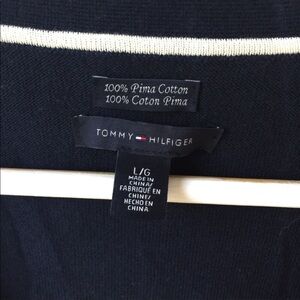 100% Pima Cotton
100% Coton Pima
TOMMY HILFIGER
L/G
MADE IN
CHINA/
FABRIQUÉ EN
CHINE/
HECHO EN
CHINA